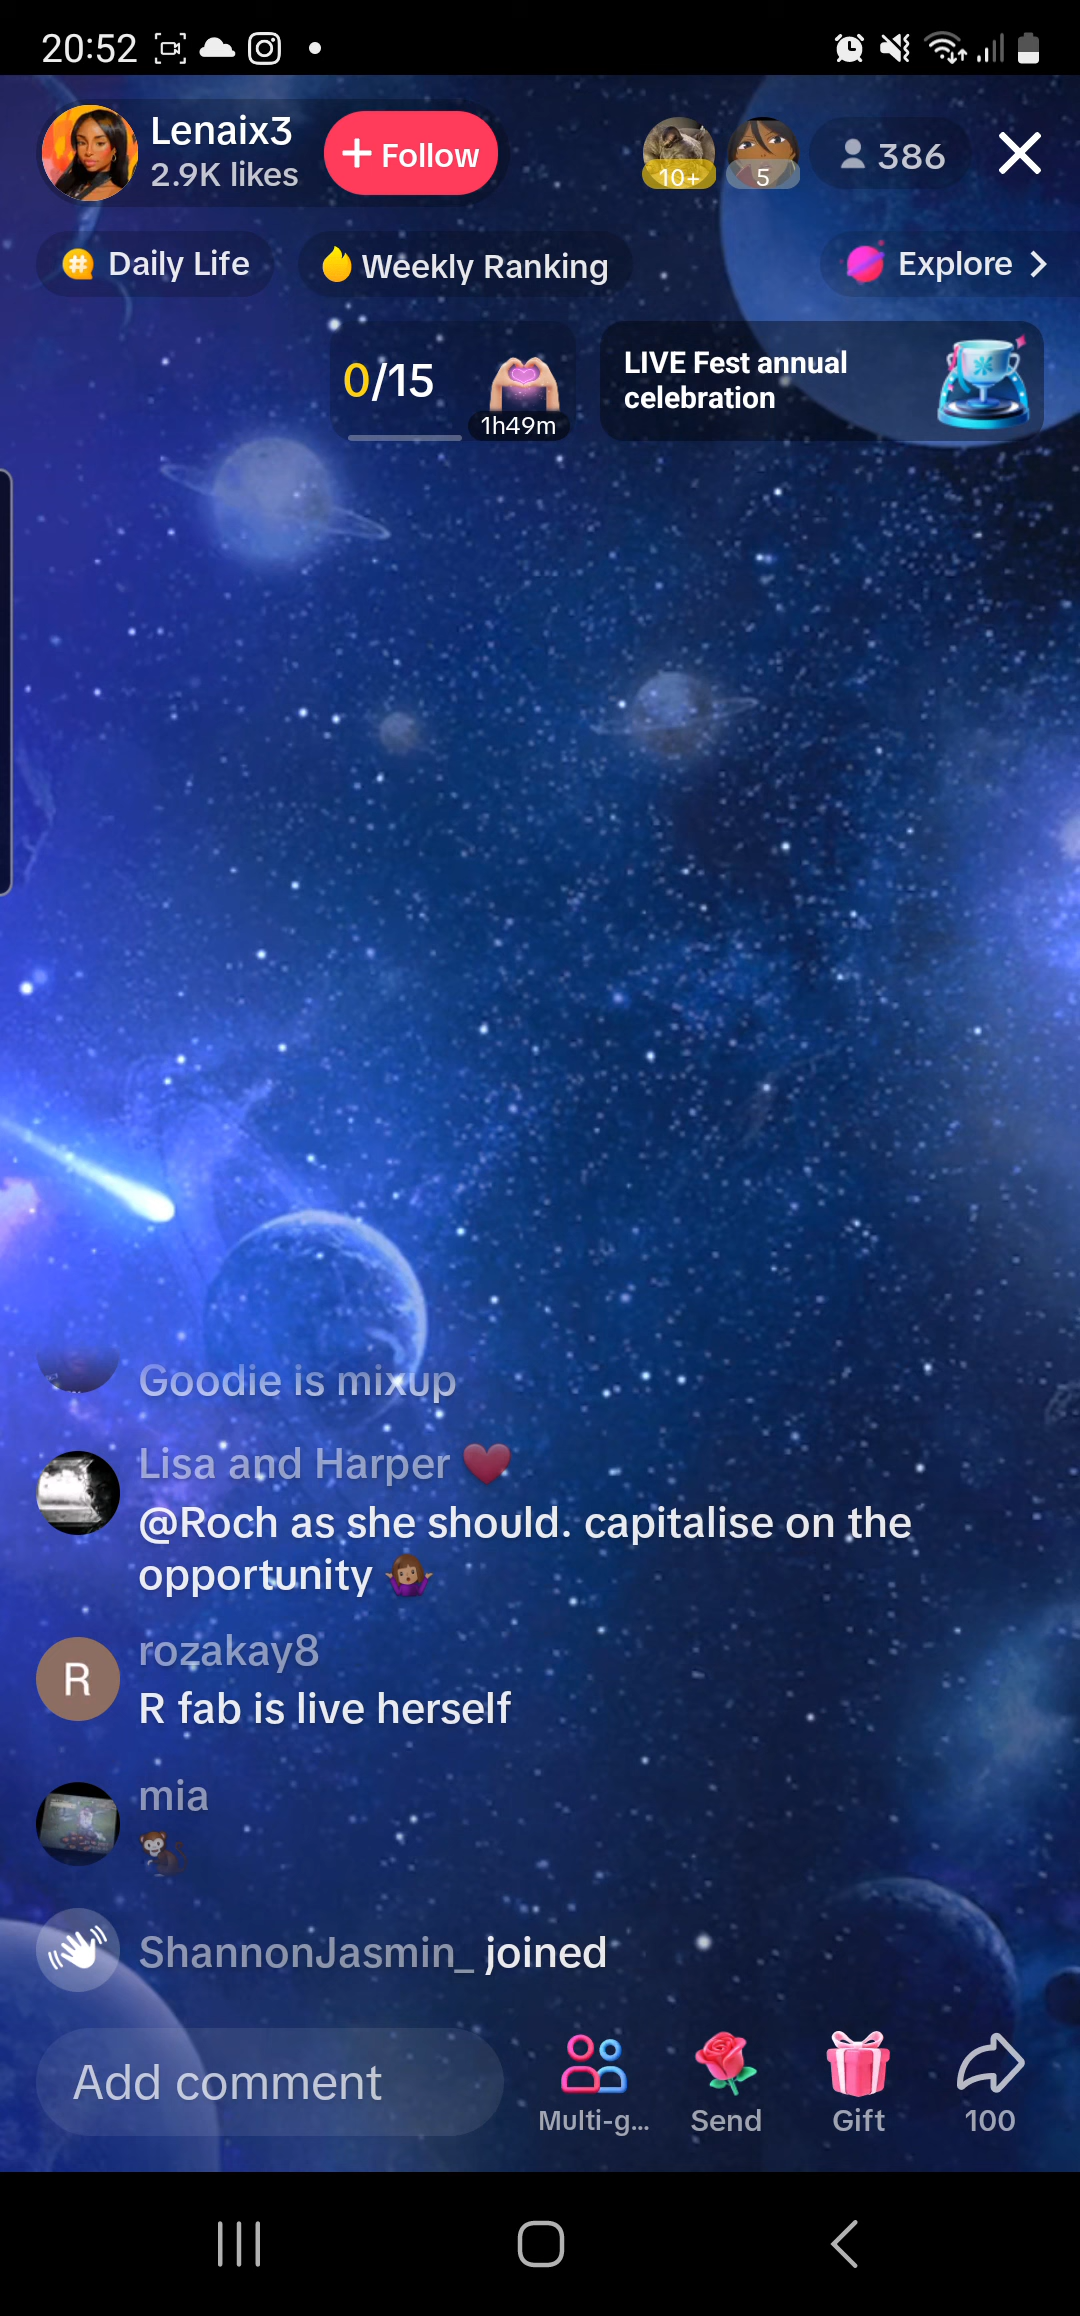 20:52
Lenaix3
2.9K likes
+ Follow
10+
5
386
Daily Life
Weekly Ranking
Explore
0/15
1h49m
LIVE Fest annual
celebration
Goodie is mixup
Lisa and Harper ❤️
@Roch as she should. capitalise on the
opportunity 🤷🏽‍♀️
R
rozakay8
R fab is live herself
mia
🐒
ShannonJasmin_ joined
Add comment
Multi-g...
Send
Gift
100